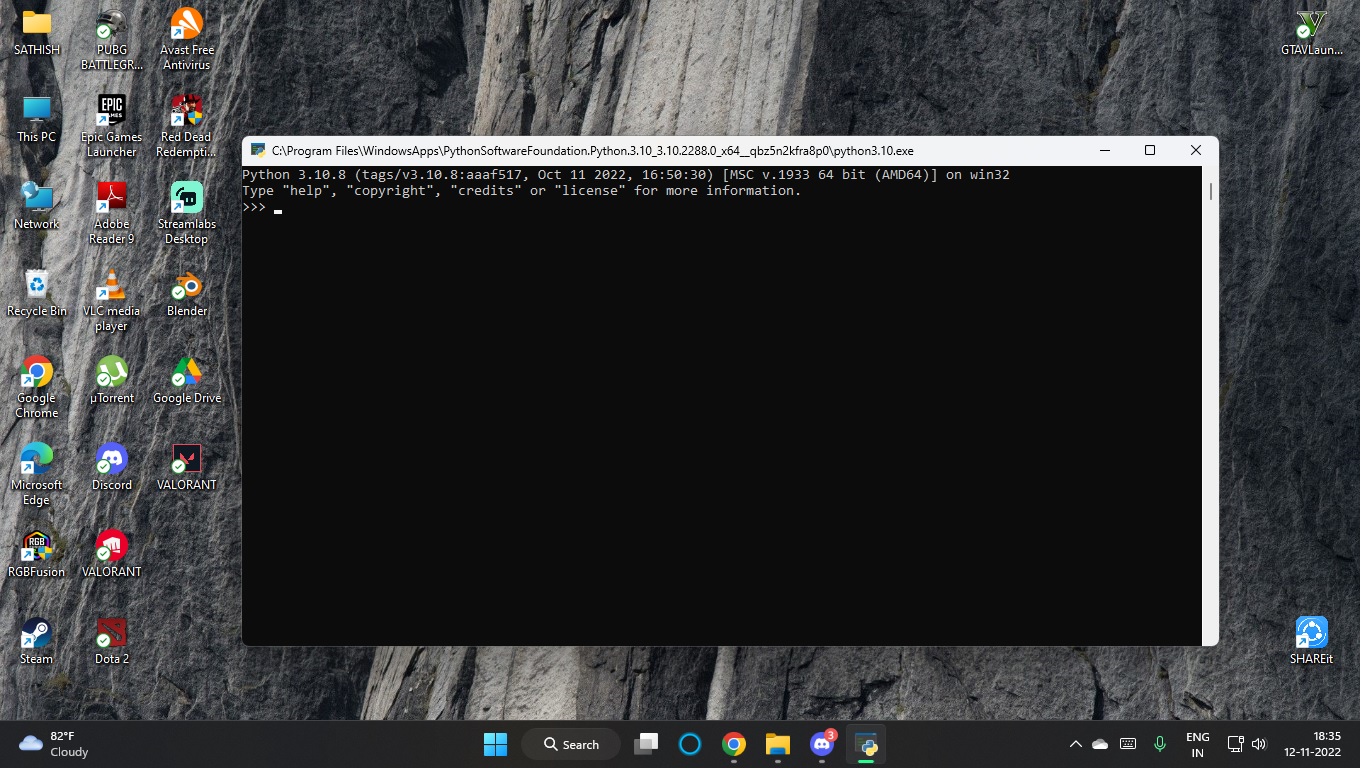 SATHISH
PUBG
BATTLEGR...
Avast Free
Antivirus
GTAVLaun...
This PC
EPIC
GAMES
Epic Games
Launcher
Red Dead
Redempti...
Network
Adobe
Reader 9
Streamlabs
Desktop
Recycle Bin
VLC media
player
Blender
Google
Chrome
µTorrent
Google Drive
Microsoft
Edge
Discord
VALORANT
RGB
RGBFusion
VALORANT
Steam
Dota 2
SHAREit
C:\Program Files\WindowsApps\PythonSoftwareFoundation.Python.3.10_3.10.2288.0_x64__qbz5n2kfra8p0\python3.10.exe
Python 3.10.8 (tags/v3.10.8:aaaf517, Oct 11 2022, 16:50:30) [MSC v.1933 64 bit (AMD64)] on win32
Type "help", "copyright", "credits" or "license" for more information.
>>>
82°F
Cloudy
Search
3
ENG
IN
18:35
12-11-2022